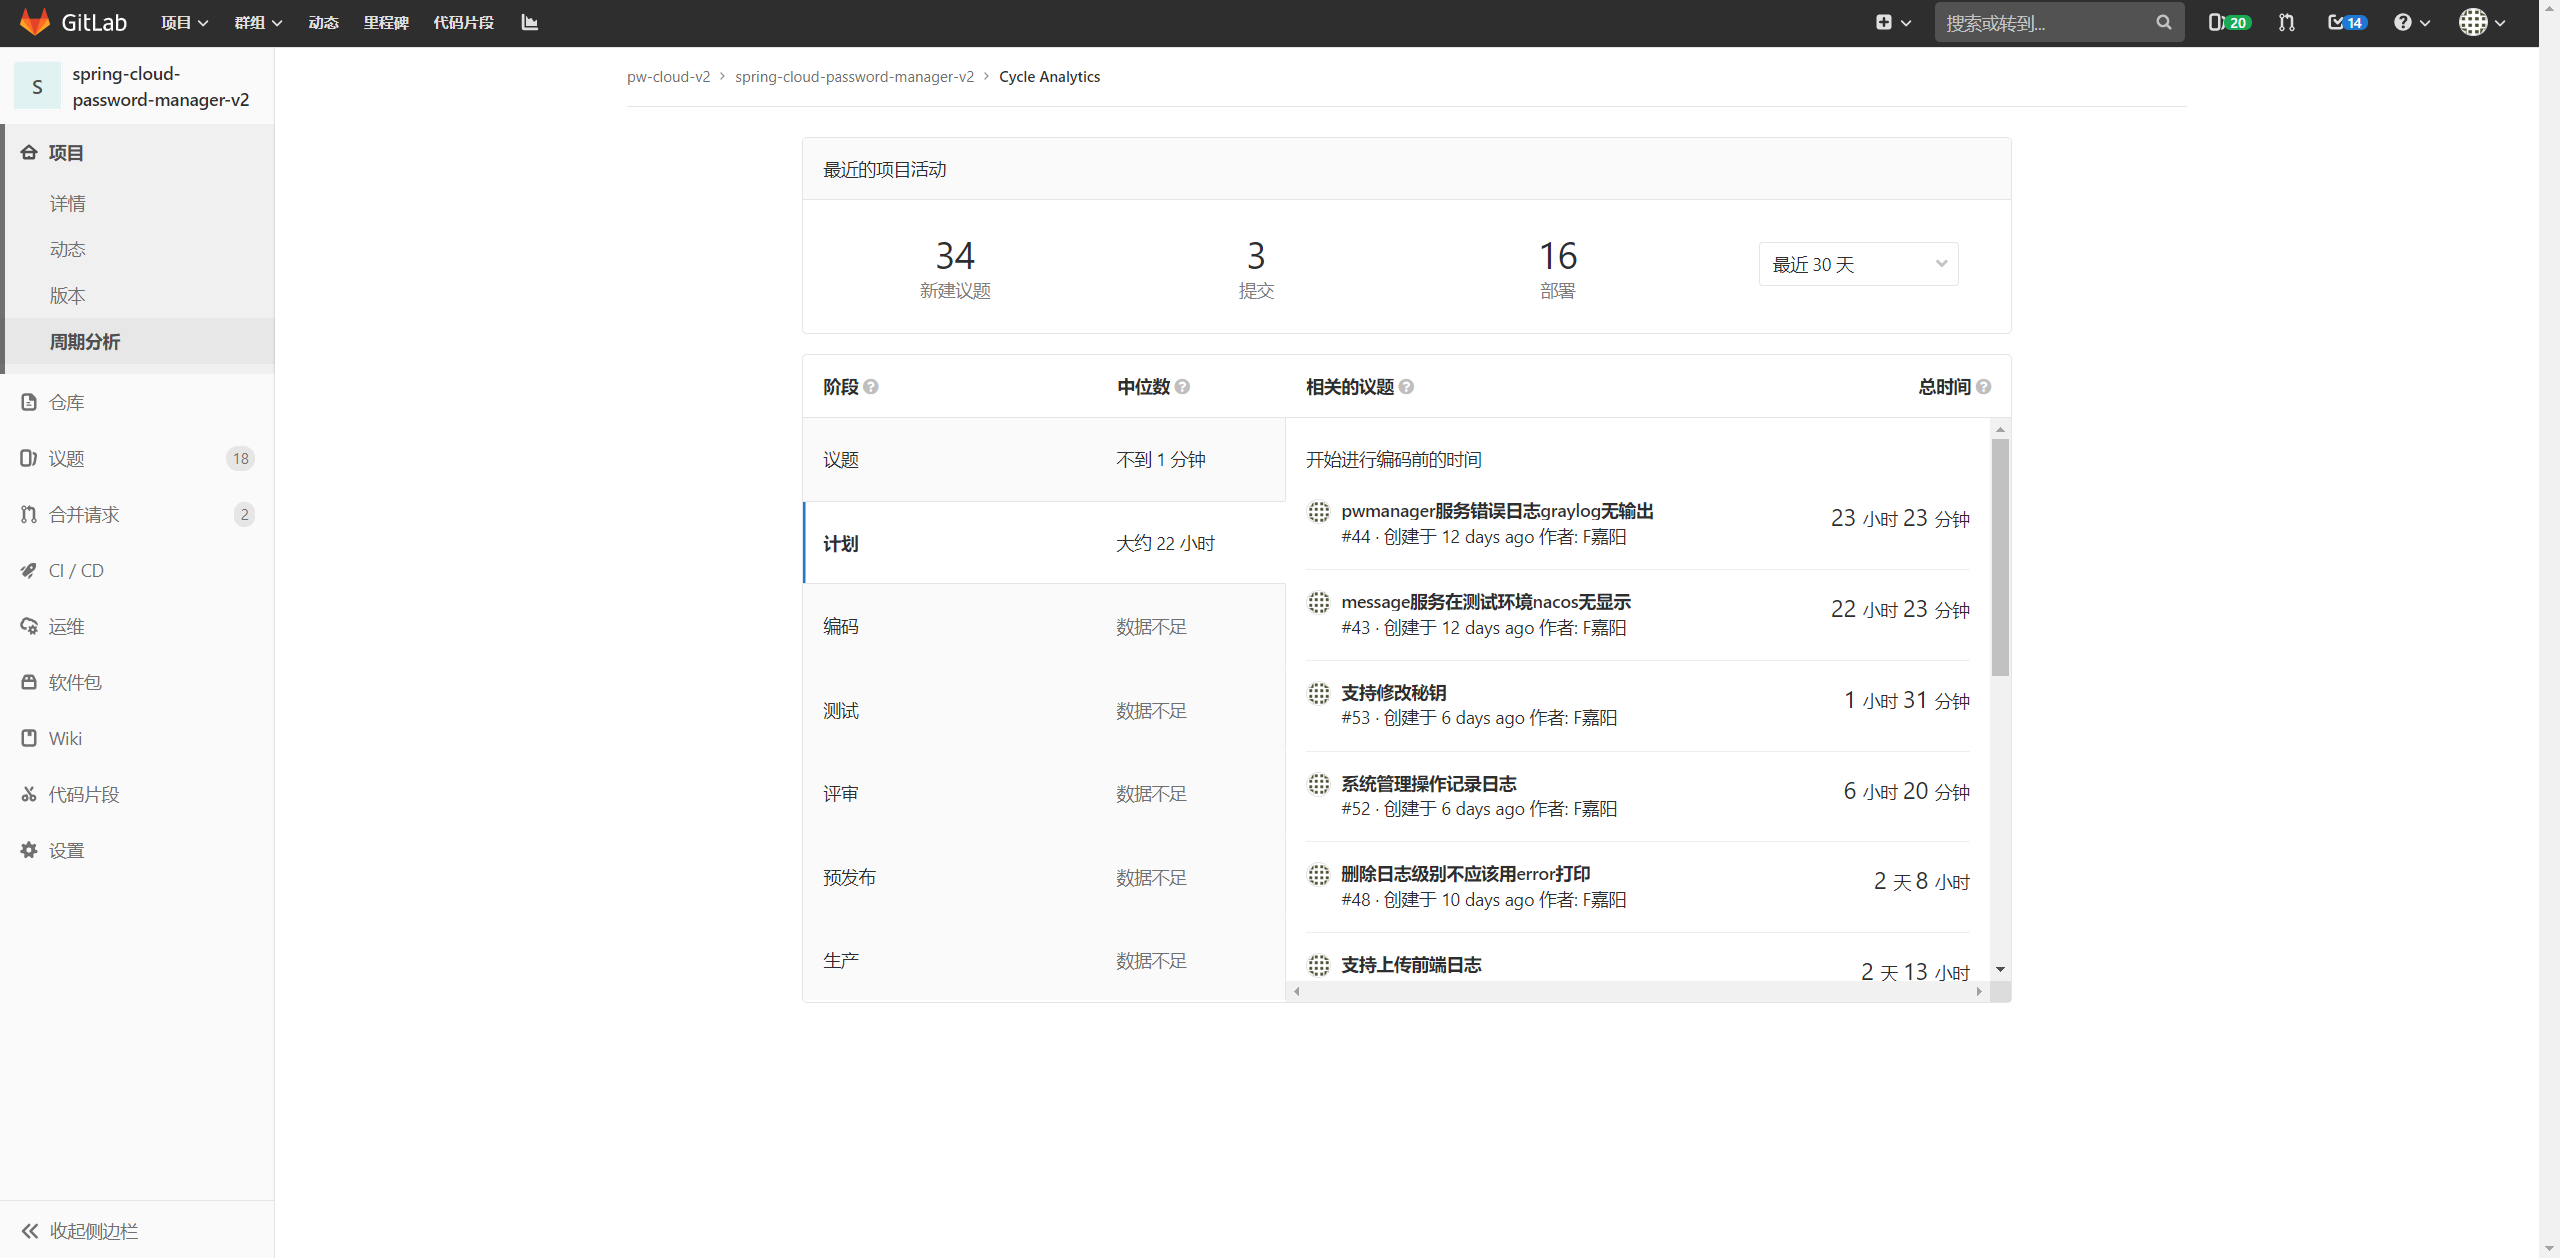 GitLab 项目 群组 动态 里程碑 代码片段 搜索或转到... 20 14
S spring-cloud-
password-manager-v2
项目
详情
动态
版本
周期分析
仓库
议题 18
合并请求 2
CI / CD
运维
软件包
Wiki
代码片段
设置
收起侧边栏
pw-cloud-v2 › spring-cloud-password-manager-v2 › Cycle Analytics
最近的项目活动
34 3 16
新建议题 提交 部署
最近 30 天
阶段 中位数 相关的议题 总时间
议题 不到 1 分钟
计划 大约 22 小时
编码 数据不足
测试 数据不足
评审 数据不足
预发布 数据不足
生产 数据不足
开始进行编码前的时间
pwmanager服务错误日志graylog无输出 23 小时 23 分钟
#44 · 创建于 12 days ago 作者: F嘉阳
message服务在测试环境nacos无显示 22 小时 23 分钟
#43 · 创建于 12 days ago 作者: F嘉阳
支持修改秘钥 1 小时 31 分钟
#53 · 创建于 6 days ago 作者: F嘉阳
系统管理操作记录日志 6 小时 20 分钟
#52 · 创建于 6 days ago 作者: F嘉阳
删除日志级别不应该用error打印 2 天 8 小时
#48 · 创建于 10 days ago 作者: F嘉阳
支持上传前端日志 2 天 13 小时